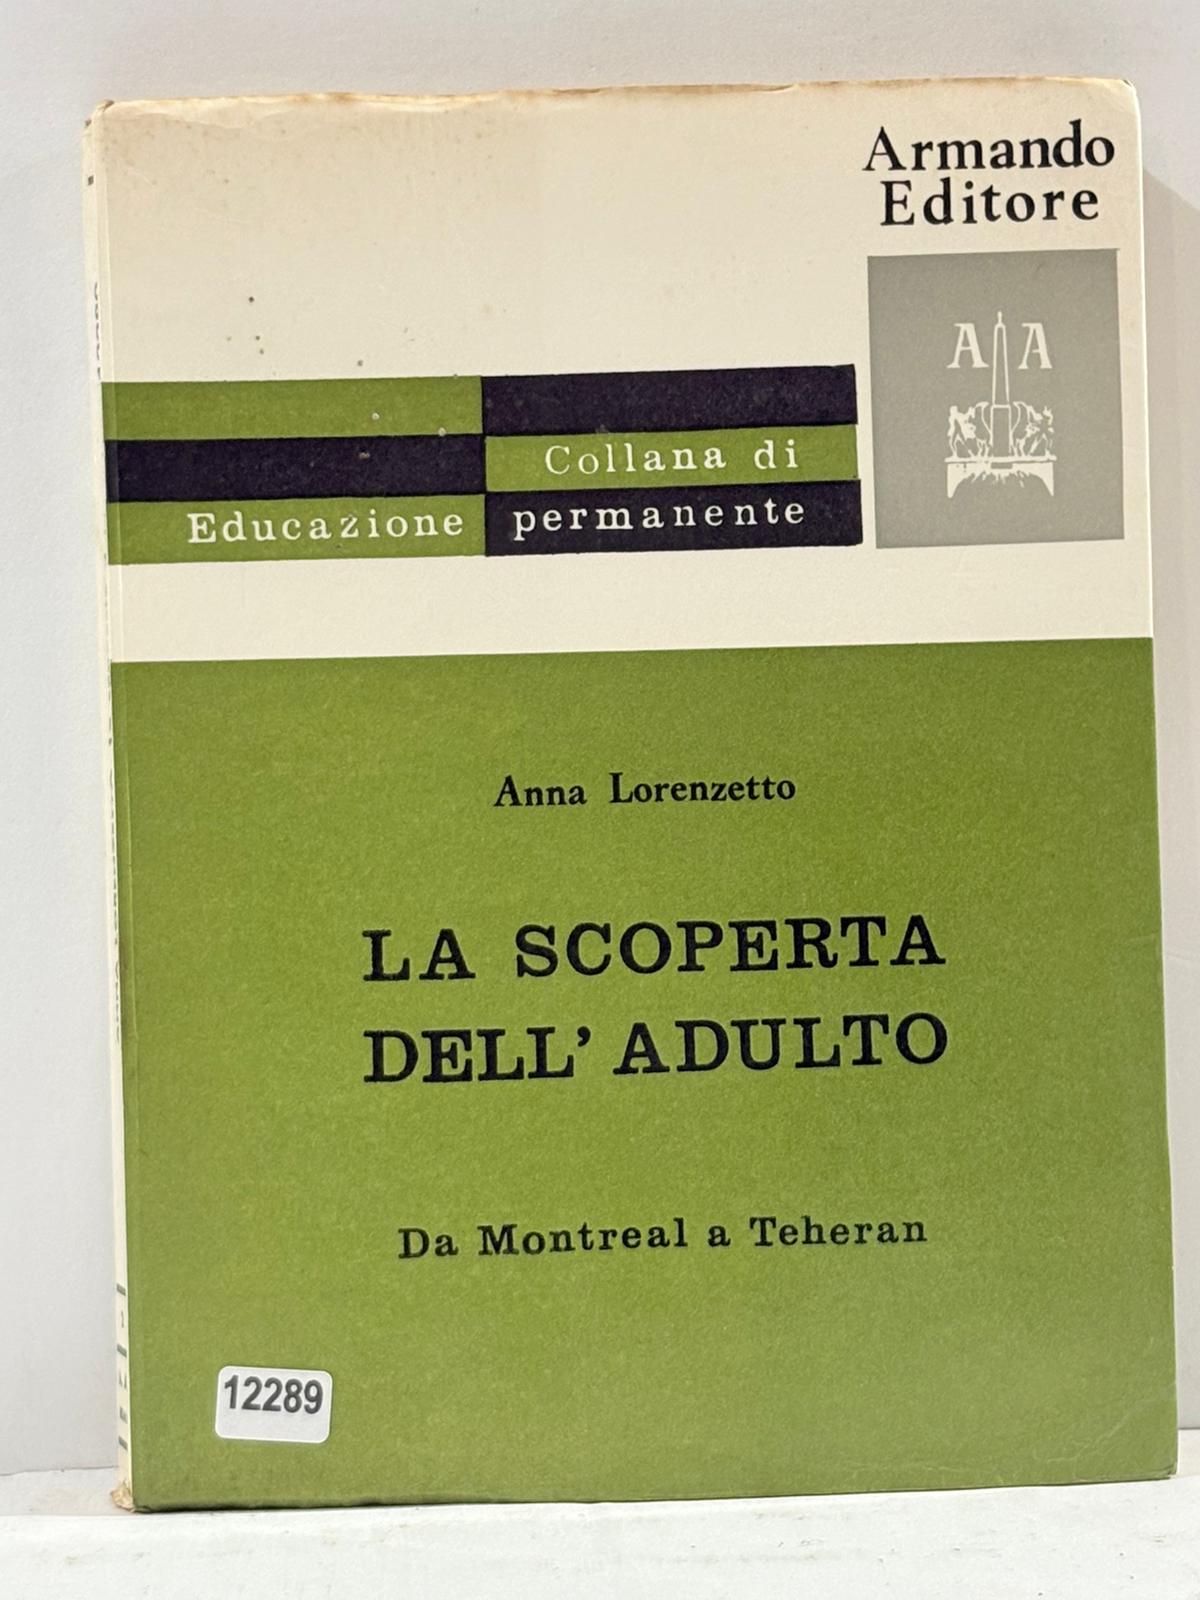 Armando
Editore
A A
Collana di
Educazione permanente
Anna Lorenzetto
LA SCOPERTA
DELL' ADULTO
Da Montreal a Teheran
12289